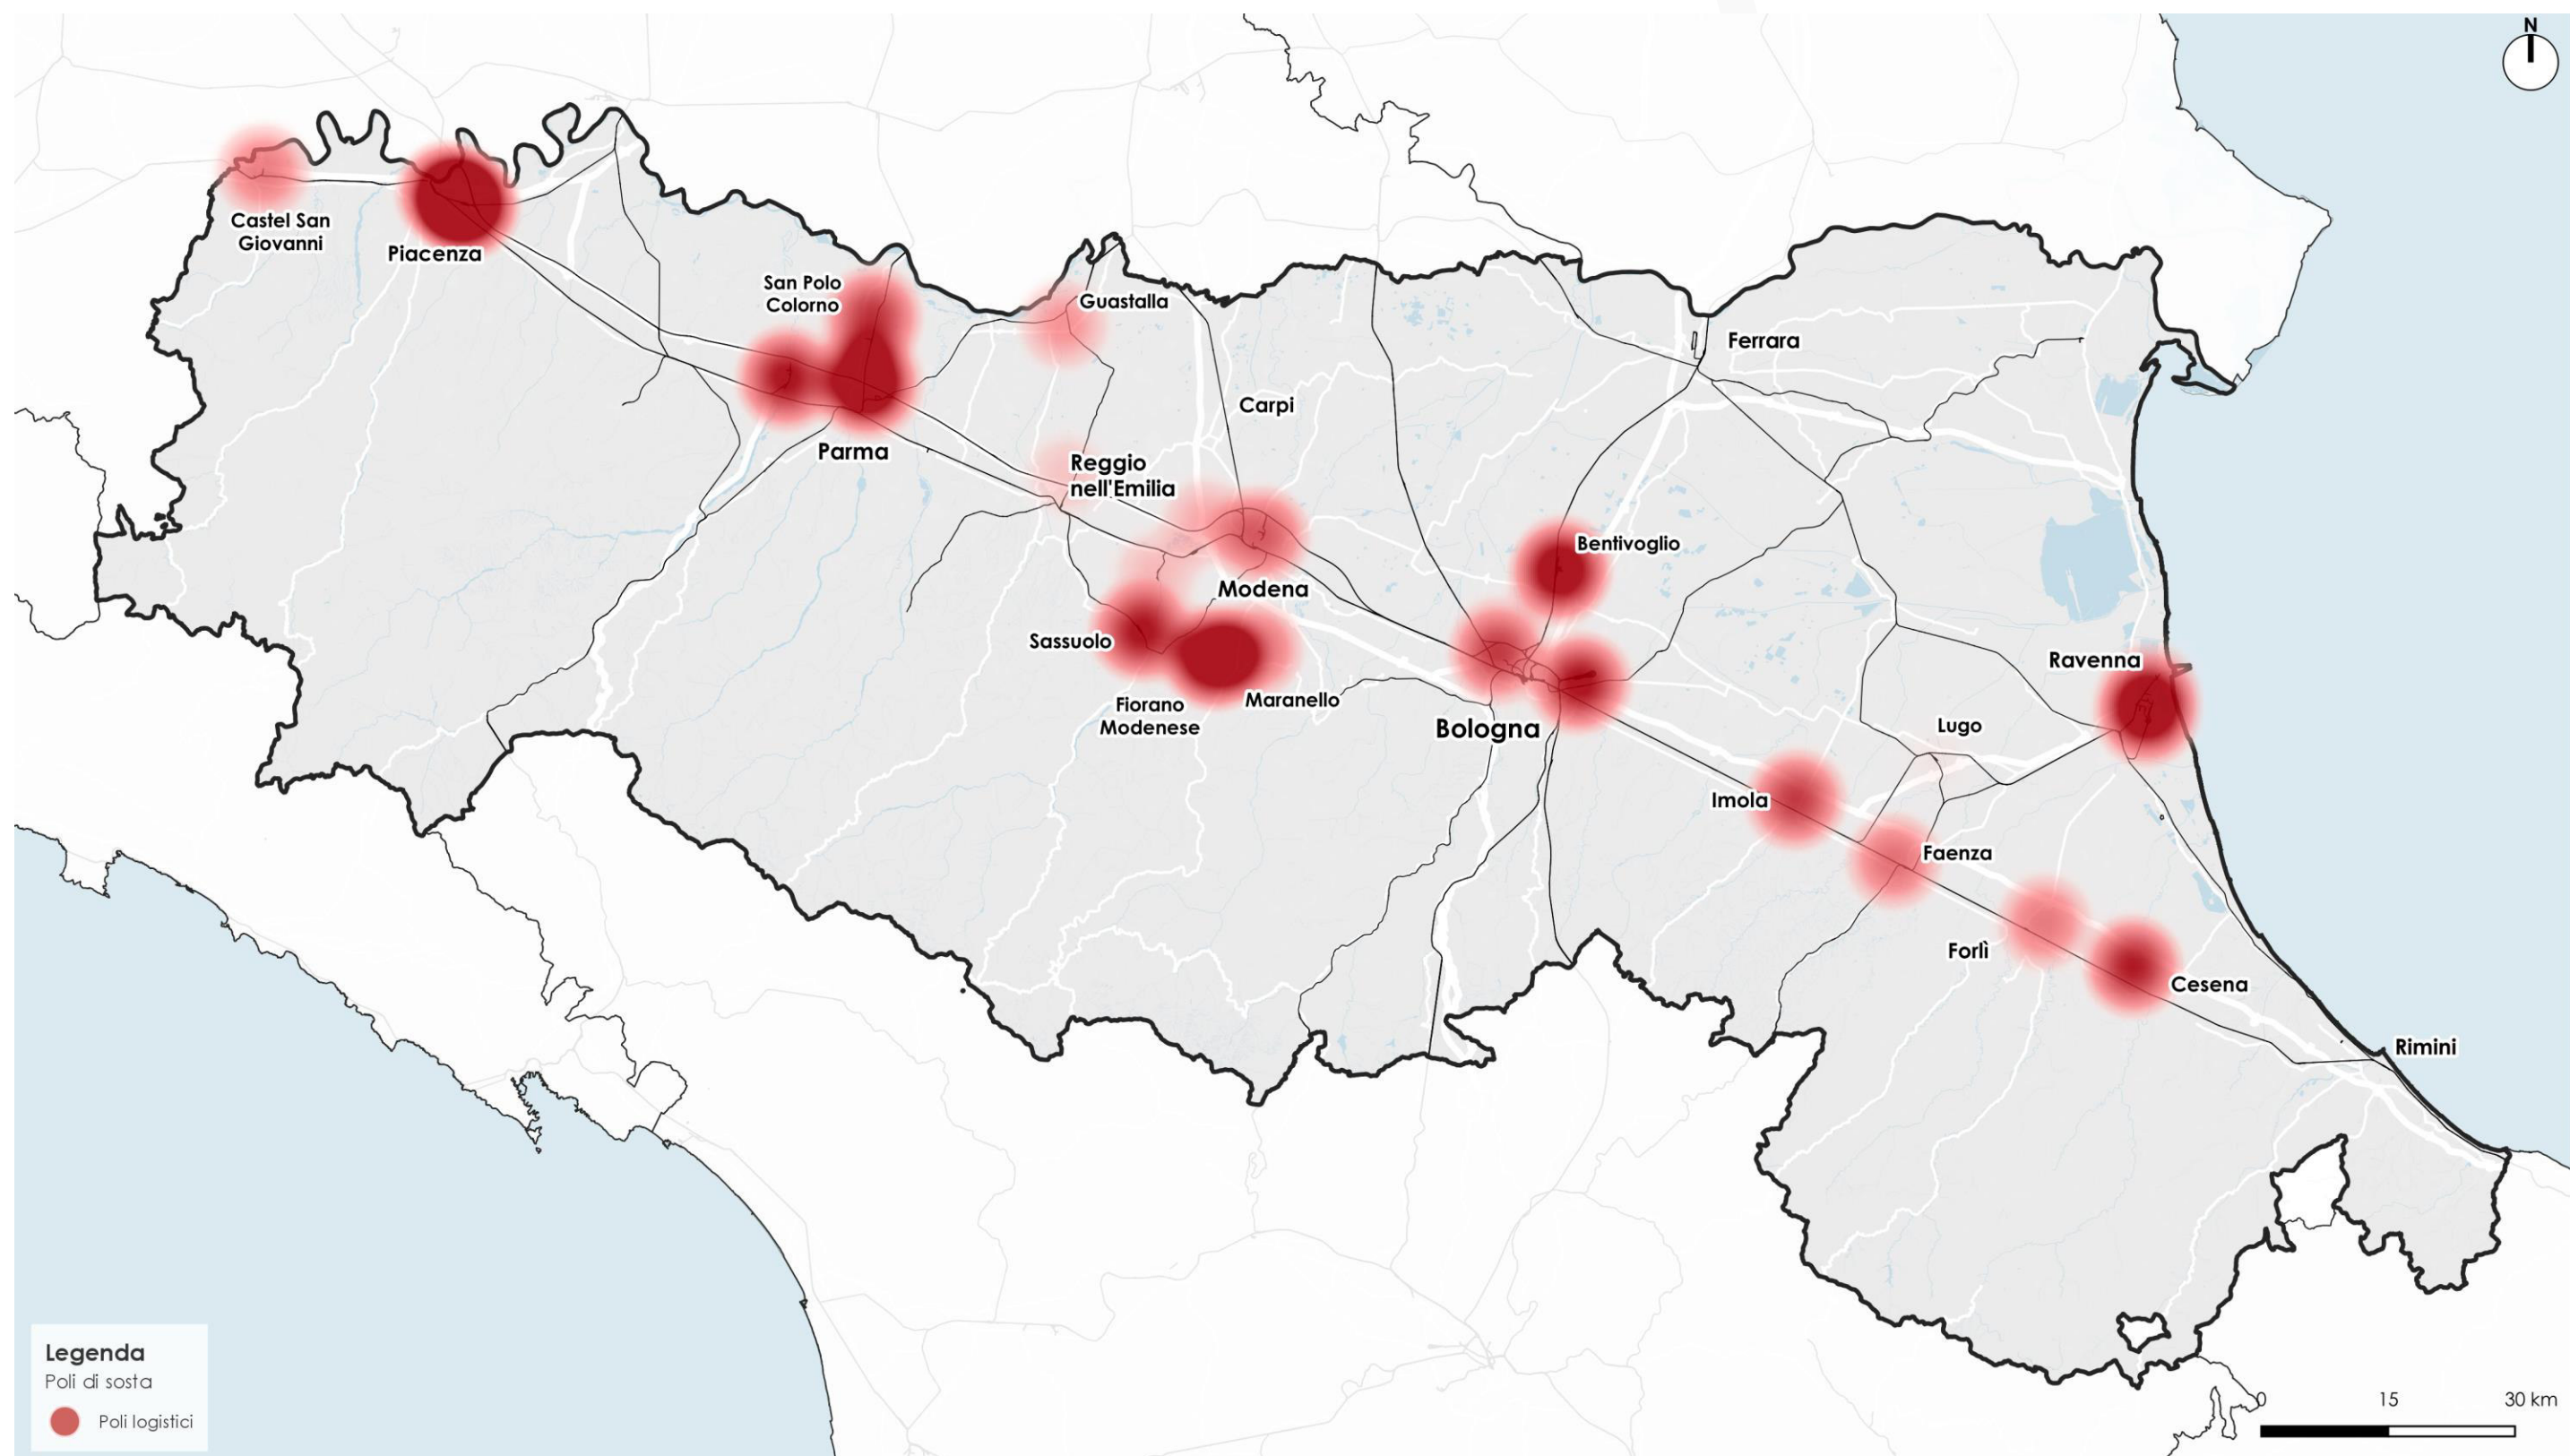 N
Castel San
Giovanni
Piacenza
San Polo
Colorno
Guastalla
Ferrara
Carpi
Parma
Reggio
nell'Emilia
Bentivoglio
Modena
Sassuolo
Ravenna
Fiorano
Modenese
Maranello
Bologna
Lugo
Imola
Faenza
Forlì
Cesena
Rimini
Legenda
Poli di sosta
Poli logistici
0 15 30 km